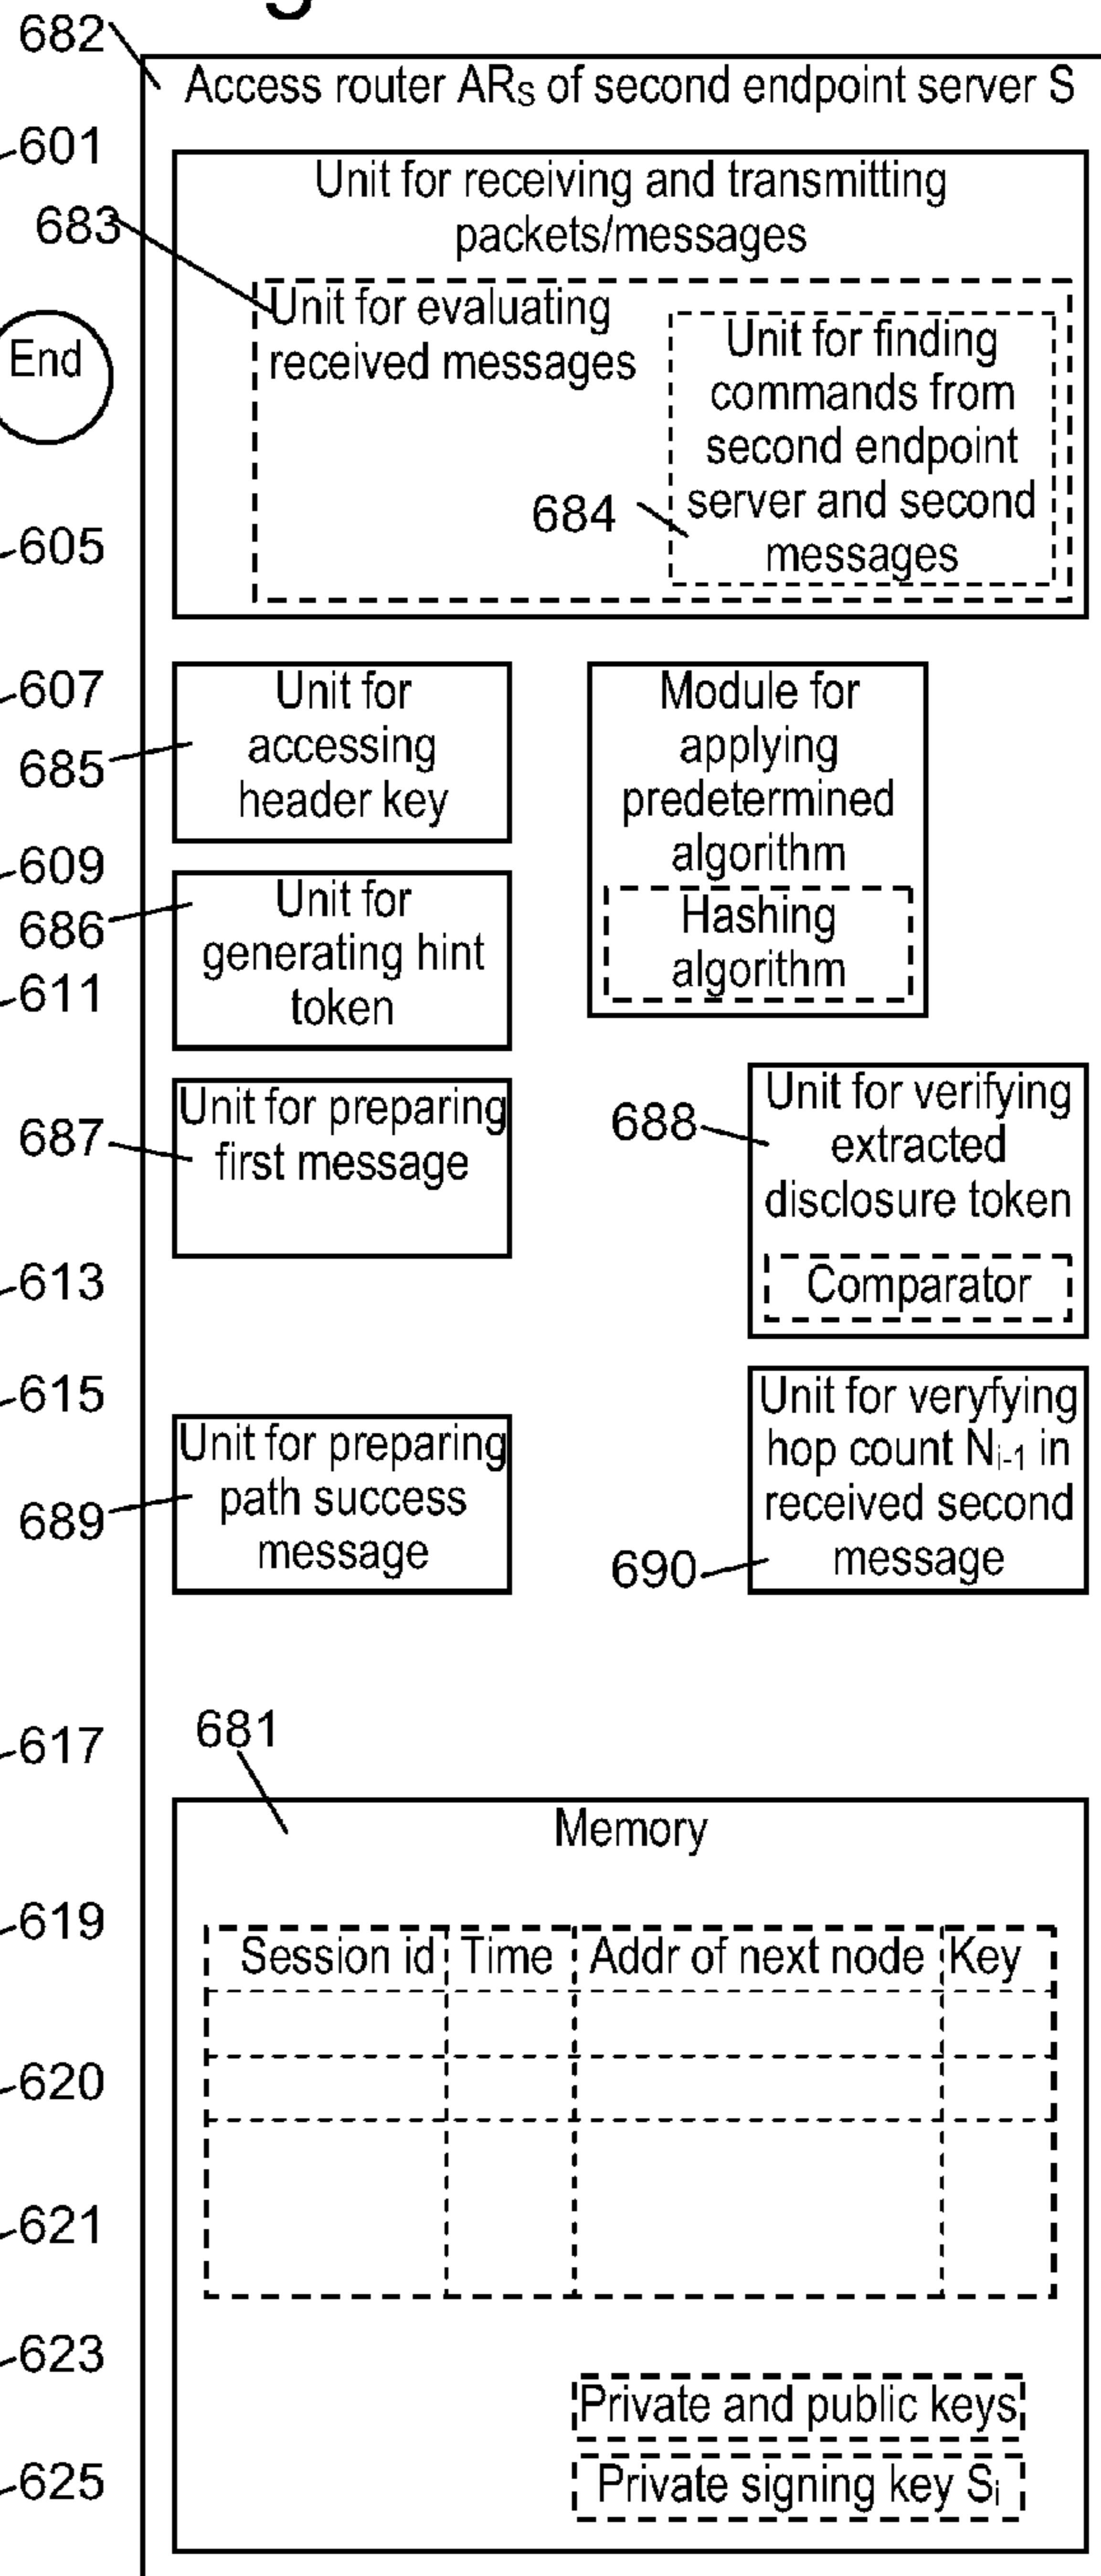 682
Access router ARS of second endpoint server S
601
Unit for receiving and transmitting
packets/messages
683
Unit for evaluating
received messages
End
Unit for finding
commands from
second endpoint
server and second
messages
684
605
607
Unit for
accessing
header key
685
Module for
applying
predetermined
algorithm
Hashing
algorithm
609
686
Unit for
generating hint
token
611
687
Unit for preparing
first message
688
Unit for verifying
extracted
disclosure token
Comparator
613
615
Unit for preparing
path success
message
689
Unit for veryfying
hop count Ni-1 in
received second
message
690
617
681
Memory
619
Session id Time Addr of next node Key
620
621
623
Private and public keys
625
Private signing key Si